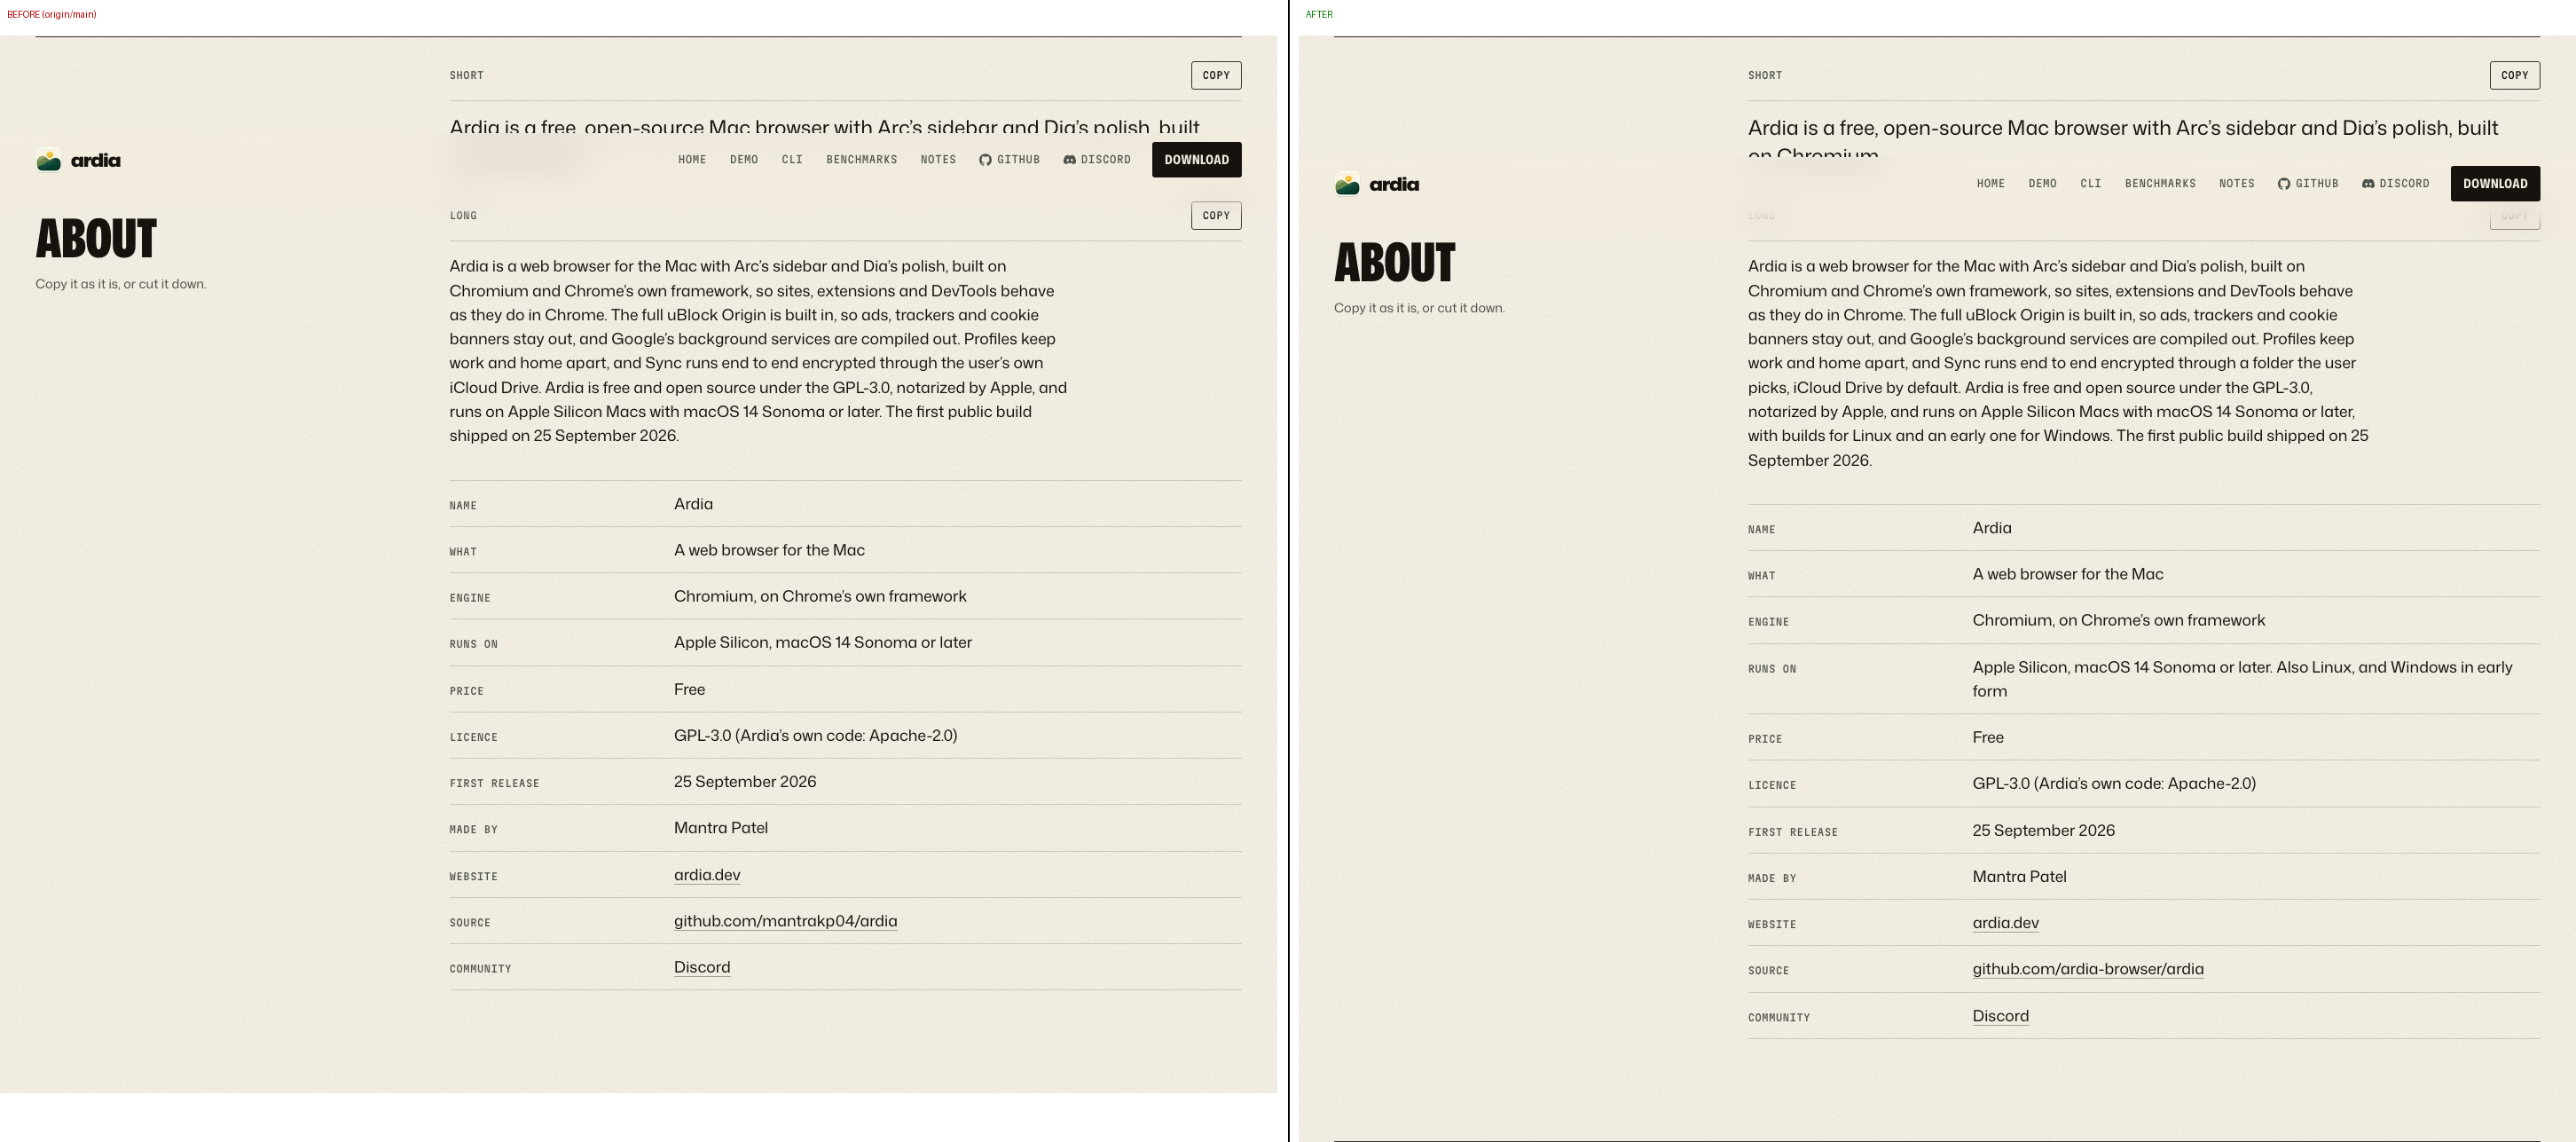 BEFORE (origin/main)
SHORT
COPY
Ardia is a free, open-source Mac browser with Arc's sidebar and Dia's polish, built
ardia
HOME
DEMO
CLI
BENCHMARKS
NOTES
GITHUB
DISCORD
DOWNLOAD
LONG
COPY
ABOUT
Copy it as it is, or cut it down.
Ardia is a web browser for the Mac with Arc's sidebar and Dia's polish, built on
Chromium and Chrome's own framework, so sites, extensions and DevTools behave
as they do in Chrome. The full uBlock Origin is built in, so ads, trackers and cookie
banners stay out, and Google's background services are compiled out. Profiles keep
work and home apart, and Sync runs end to end encrypted through the user's own
iCloud Drive. Ardia is free and open source under the GPL-3.0, notarized by Apple, and
runs on Apple Silicon Macs with macOS 14 Sonoma or later. The first public build
shipped on 25 September 2026.
NAME
Ardia
WHAT
A web browser for the Mac
ENGINE
Chromium, on Chrome's own framework
RUNS ON
Apple Silicon, macOS 14 Sonoma or later
PRICE
Free
LICENCE
GPL-3.0 (Ardia's own code: Apache-2.0)
FIRST RELEASE
25 September 2026
MADE BY
Mantra Patel
WEBSITE
ardia.dev
SOURCE
github.com/mantrakp04/ardia
COMMUNITY
Discord
AFTER
SHORT
COPY
Ardia is a free, open-source Mac browser with Arc's sidebar and Dia's polish, built
on Chromium
ardia
HOME
DEMO
CLI
BENCHMARKS
NOTES
GITHUB
DISCORD
DOWNLOAD
LONG
COPY
ABOUT
Copy it as it is, or cut it down.
Ardia is a web browser for the Mac with Arc's sidebar and Dia's polish, built on
Chromium and Chrome's own framework, so sites, extensions and DevTools behave
as they do in Chrome. The full uBlock Origin is built in, so ads, trackers and cookie
banners stay out, and Google's background services are compiled out. Profiles keep
work and home apart, and Sync runs end to end encrypted through a folder the user
picks, iCloud Drive by default. Ardia is free and open source under the GPL-3.0,
notarized by Apple, and runs on Apple Silicon Macs with macOS 14 Sonoma or later,
with builds for Linux and an early one for Windows. The first public build shipped on 25
September 2026.
NAME
Ardia
WHAT
A web browser for the Mac
ENGINE
Chromium, on Chrome's own framework
RUNS ON
Apple Silicon, macOS 14 Sonoma or later. Also Linux, and Windows in early
form
PRICE
Free
LICENCE
GPL-3.0 (Ardia's own code: Apache-2.0)
FIRST RELEASE
25 September 2026
MADE BY
Mantra Patel
WEBSITE
ardia.dev
SOURCE
github.com/ardia-browser/ardia
COMMUNITY
Discord